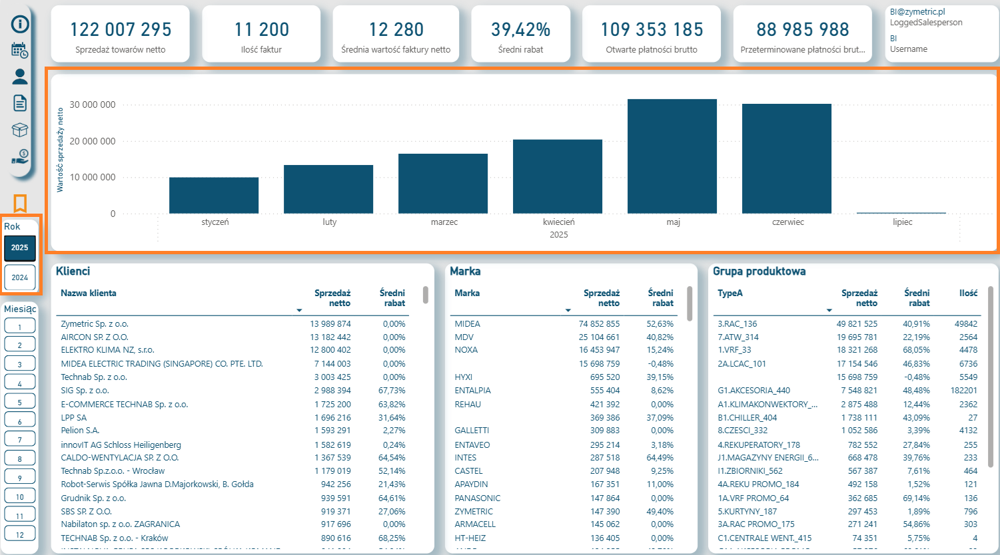 122 007 295
Sprzedaż towarów netto
11 200
Ilość faktur
12 280
Średnia wartość faktury netto
39,42%
Średni rabat
109 353 185
Otwarte płatności brutto
88 985 988
Przeterminowane płatności brut...
BI@zymetric.pl
LoggedSalesperson
BI
Username
Wartość sprzedaży netto
30 000 000
20 000 000
10 000 000
0
styczeń luty marzec kwiecień maj czerwiec lipiec
2025
Rok
2025
2024
Miesiąc
1
2
3
4
5
6
7
8
9
10
11
12
Klienci
Nazwa klienta Sprzedaż netto Średni rabat
Zymetric Sp. z o.o. 13 989 874 0,00%
AIRCON SP. Z O.O. 13 182 442 0,00%
ELEKTRO KLIMA NZ, s.r.o. 12 800 402 0,00%
MIDEA ELECTRIC TRADING (SINGAPORE) CO. PTE. LTD. 7 144 003 0,00%
Technab Sp. z o.o. 3 003 425 0,00%
SIG Sp. z o.o. 2 988 394 67,73%
E-COMMERCE TECHNAB Sp. z o.o. 1 725 200 63,82%
LPP SA 1 696 216 31,64%
Pelion S.A. 1 593 291 2,27%
innovIT AG Schloss Heiligenberg 1 582 619 0,24%
CALDO-WENTYLACJA SP. Z O.O. 1 367 539 64,54%
Technab Sp.z.o.o. - Wrocław 1 179 019 52,14%
Robot-Serwis Spółka Jawna D.Majorkowski, B. Gołda 942 256 21,43%
Grudnik Sp. z o.o. 939 591 64,61%
SBS SP. Z O.O. 919 371 27,06%
Nabilaton sp. z o.o. ZAGRANICA 917 696 0,00%
TECHNAB Sp. z o.o. - Kraków 890 616 68,25%
Marka
Marka Sprzedaż netto Średni rabat
MIDEA 74 852 855 52,63%
MDV 25 104 661 40,82%
NOXA 16 453 947 15,24%
15 698 759 -0,48%
HYXI 695 520 39,15%
ENTALPIA 555 404 8,62%
REHAU 421 392 0,00%
369 386 37,09%
GALLETTI 309 883 0,00%
ENTAVEO 295 214 3,18%
INTES 287 518 64,49%
CASTEL 207 948 9,25%
APAYDIN 167 351 11,00%
PANASONIC 147 864 0,00%
ZYMETRIC 147 390 49,40%
ARMACELL 145 062 0,00%
HT-HEIZ 136 405 0,00%
Grupa produktowa
TypeA Sprzedaż netto Średni rabat Ilość
3.RAC_136 49 821 525 40,91% 49842
7.ATW_314 19 695 781 22,19% 2564
1.VRF_33 18 321 268 68,05% 4478
2A.LCAC_101 17 154 546 46,83% 6736
15 698 759 -0,48% 5549
G1.AKCESORIA_440 7 548 821 48,48% 182201
A1.KLIMAKONWEKTORY_... 2 875 488 12,44% 2362
B1.CHILLER_404 1 738 111 43,09% 27
8.CZESCI_332 1 052 586 3,39% 4132
4.REKUPERATORY_178 782 552 27,84% 255
J1.MAGAZYNY ENERGII_6... 668 478 39,76% 233
I1.ZBIORNIKI_562 567 387 7,61% 464
4A.REKU PROMO_184 492 158 1,52% 121
1A.VRF PROMO_64 362 685 69,14% 136
5.KURTYNY_187 297 453 1,89% 796
3A.RAC PROMO_175 271 241 54,86% 303
C1.CENTRALE WENT_415 74 351 5,75% 4